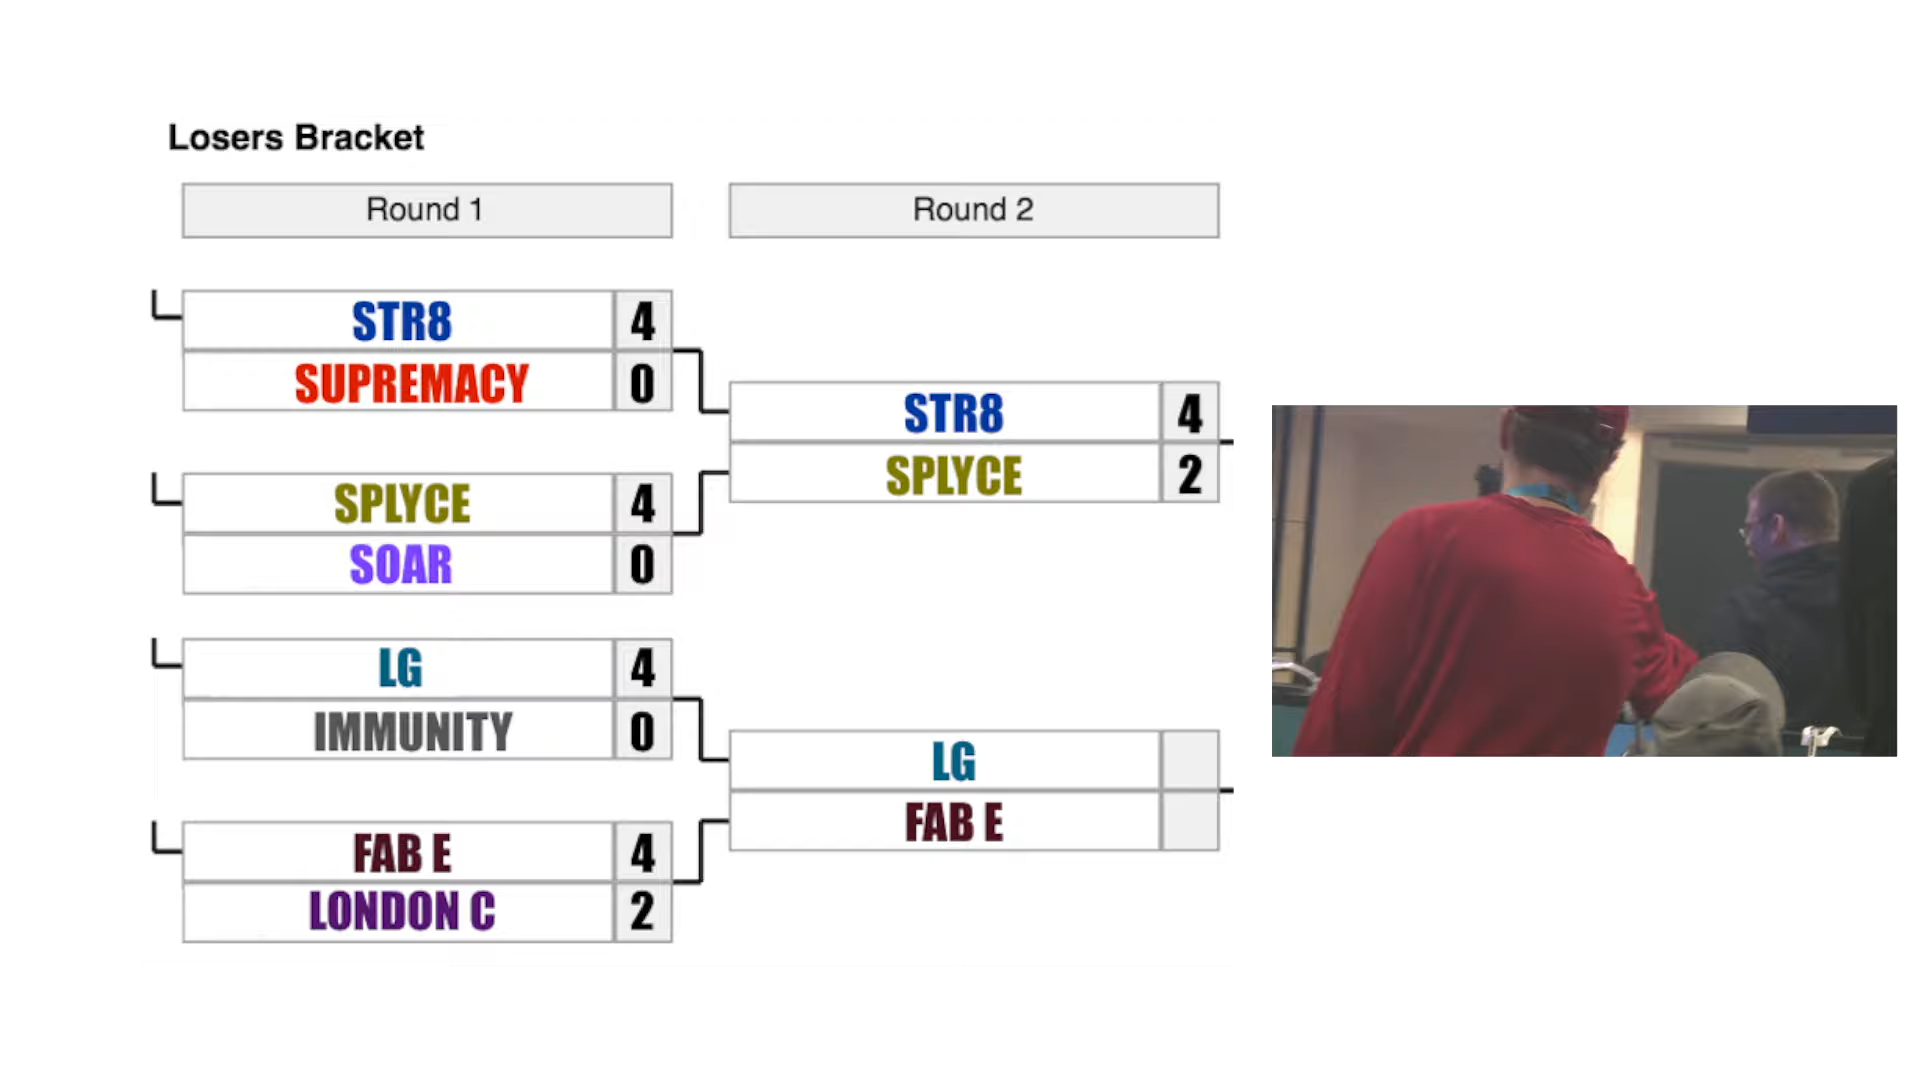 Losers Bracket
Round 1
Round 2
STR8 4
SUPREMACY 0
SPLYCE 4
SOAR 0
LG 4
IMMUNITY 0
FAB E 4
LONDON C 2
STR8 4
SPLYCE 2
LG
FAB E